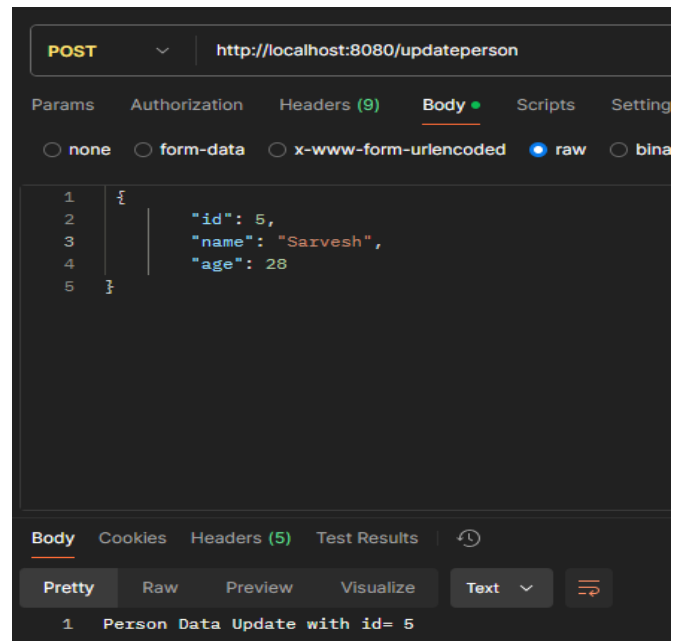 POST http://localhost:8080/updateperson
Params Authorization Headers (9) Body Scripts Setting
none form-data x-www-form-urlencoded raw bina
1 {
2 "id": 5,
3 "name": "Sarvesh",
4 "age": 28
5 }
Body Cookies Headers (5) Test Results
Pretty Raw Preview Visualize Text
1 Person Data Update with id= 5